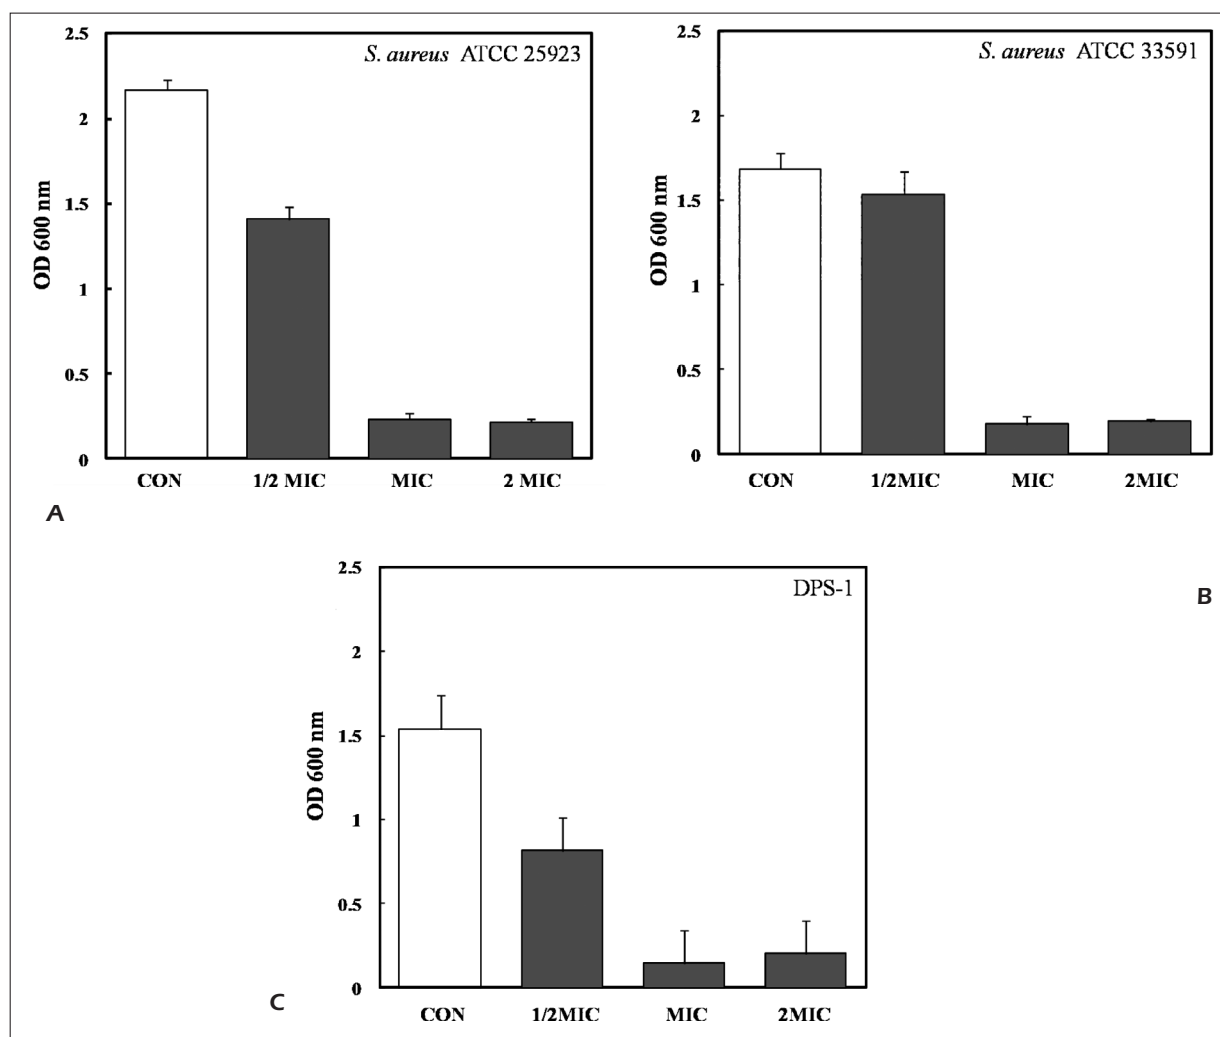 S. aureus ATCC 25923
OD 600 nm
2.5
2
1.5
1
0.5
0
CON 1/2 MIC MIC 2 MIC
A
S. aureus ATCC 33591
OD 600 nm
2.5
2
1.5
1
0.5
0
CON 1/2MIC MIC 2MIC
B
DPS-1
OD 600 nm
2.5
2
1.5
1
0.5
0
CON 1/2MIC MIC 2MIC
C